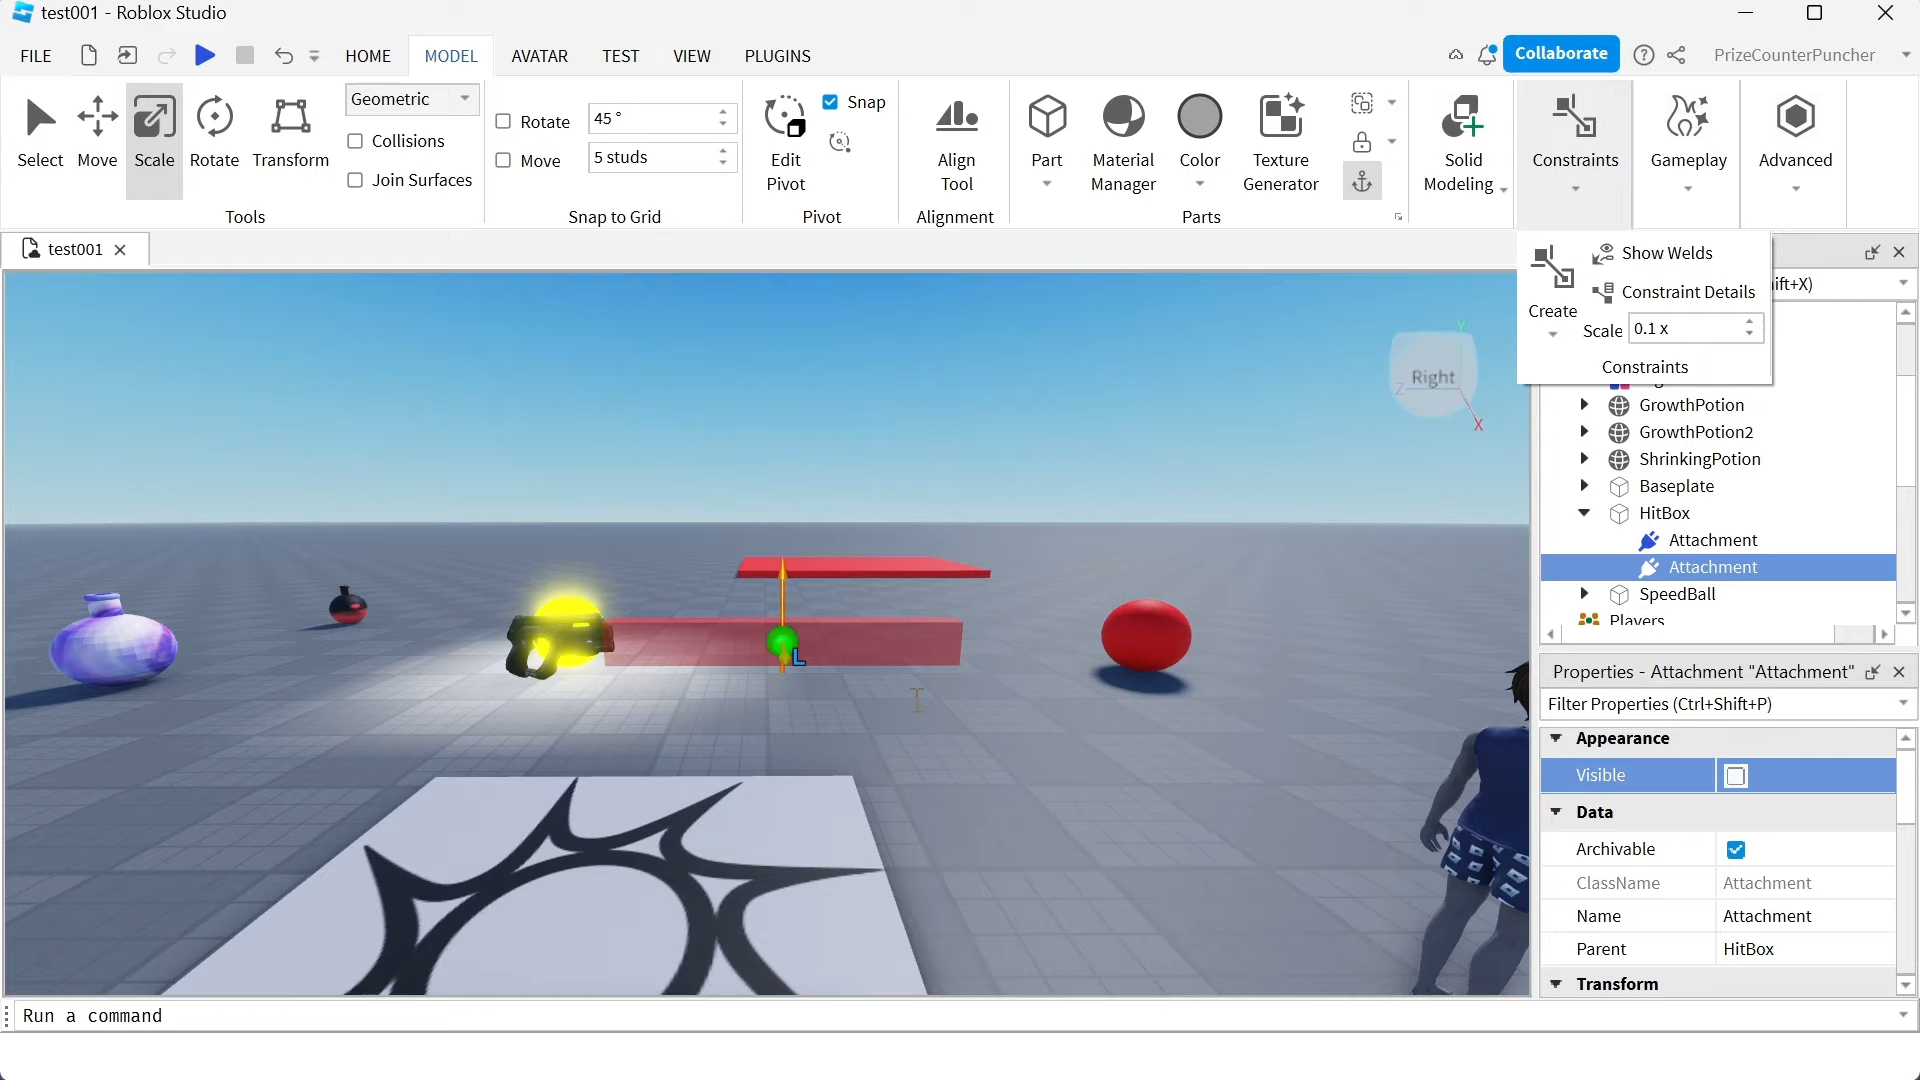 test001 - Roblox Studio
FILE
HOME
MODEL
AVATAR
TEST
VIEW
PLUGINS
Collaborate
PrizeCounterPuncher
Select
Move
Scale
Rotate
Transform
Geometric
Collisions
Join Surfaces
Tools
Rotate
45 °
Move
5 studs
Snap to Grid
Edit
Pivot
Snap
Pivot
Align
Tool
Alignment
Part
Material
Manager
Color
Texture
Generator
Parts
Solid
Modeling
Constraints
Gameplay
Advanced
test001
Show Welds
Constraint Details
Create
Scale
0.1 x
Constraints
ift+X)
Right
Y
Z
X
L
GrowthPotion
GrowthPotion2
ShrinkingPotion
Baseplate
HitBox
Attachment
Attachment
SpeedBall
Players
Properties - Attachment "Attachment"
Filter Properties (Ctrl+Shift+P)
Appearance
Visible
Data
Archivable
ClassName
Attachment
Name
Attachment
Parent
HitBox
Transform
Run a command